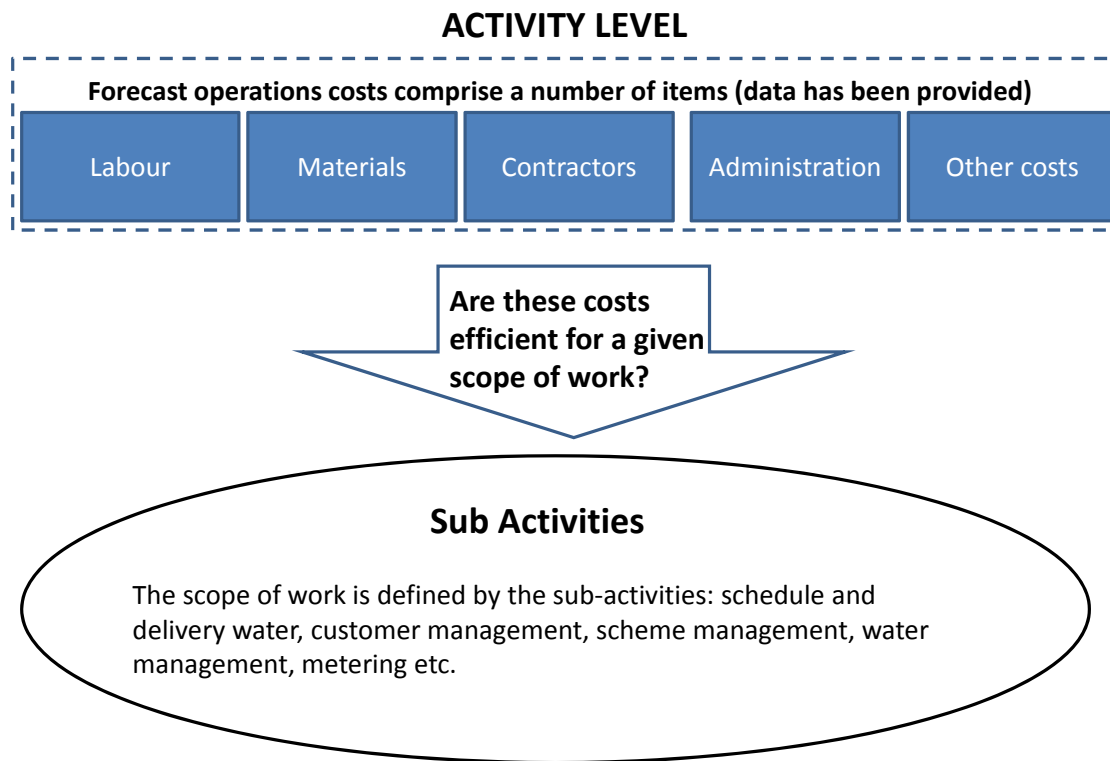 ACTIVITY LEVEL
Forecast operations costs comprise a number of items (data has been provided)
Labour
Materials
Contractors
Administration
Other costs
Are these costs
efficient for a given
scope of work?
Sub Activities
The scope of work is defined by the sub-activities: schedule and
delivery water, customer management, scheme management, water
management, metering etc.